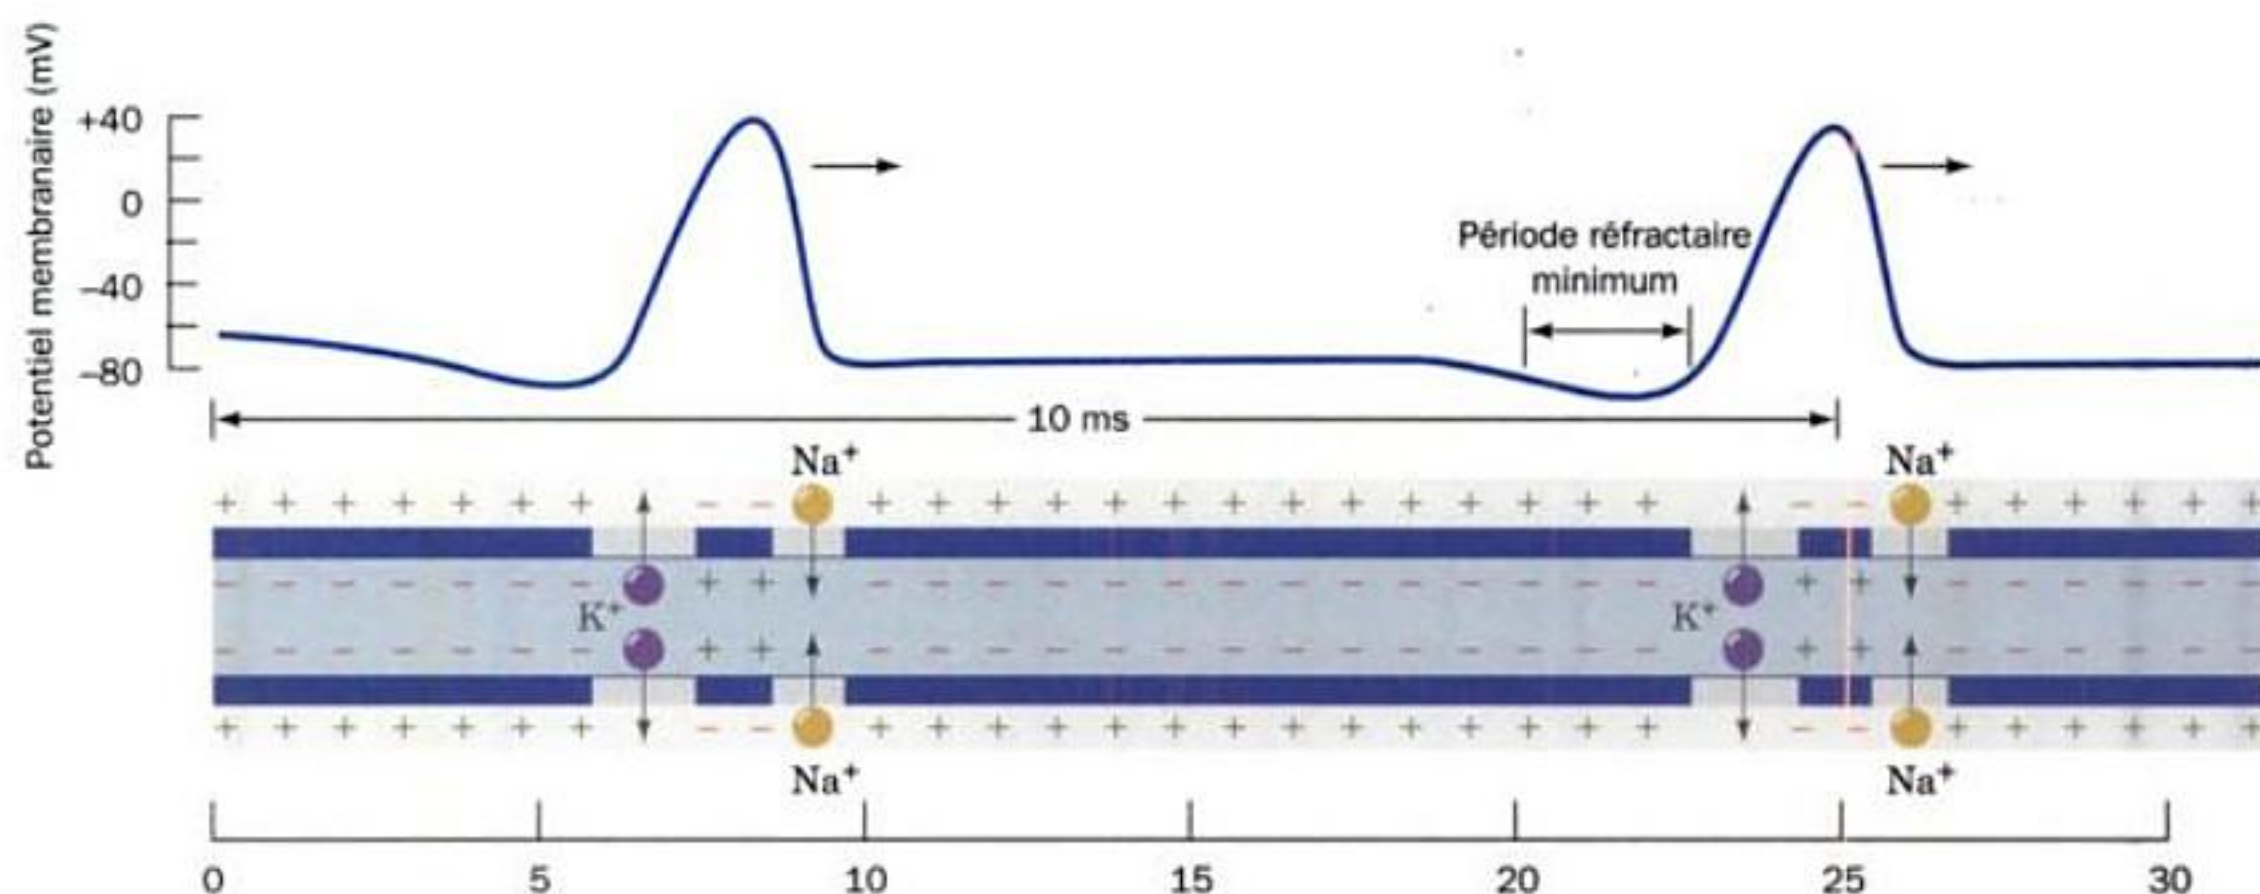 Potentiel membranaire (mV)
+40
0
−40
−80
Période réfractaire
minimum
10 ms
Na⁺
Na⁺
K⁺
K⁺
Na⁺
Na⁺
0
5
10
15
20
25
30